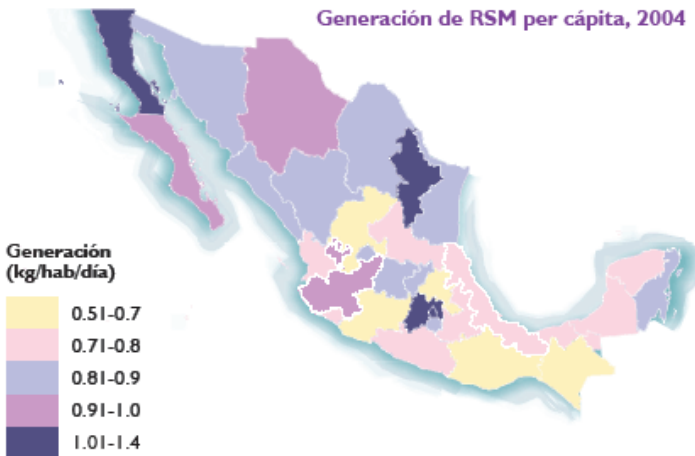 Generación de RSM per cápita, 2004
Generación
(kg/hab/día)
0.51-0.7
0.71-0.8
0.81-0.9
0.91-1.0
1.01-1.4